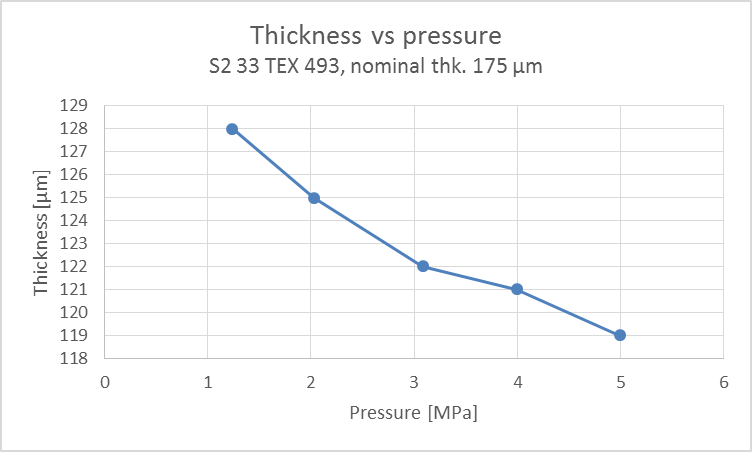 Thickness vs pressure
S2 33 TEX 493, nominal thk. 175 µm
129
128
127
126
125
124
123
122
121
120
119
118
Thickness [µm]
0 1 2 3 4 5 6
Pressure [MPa]